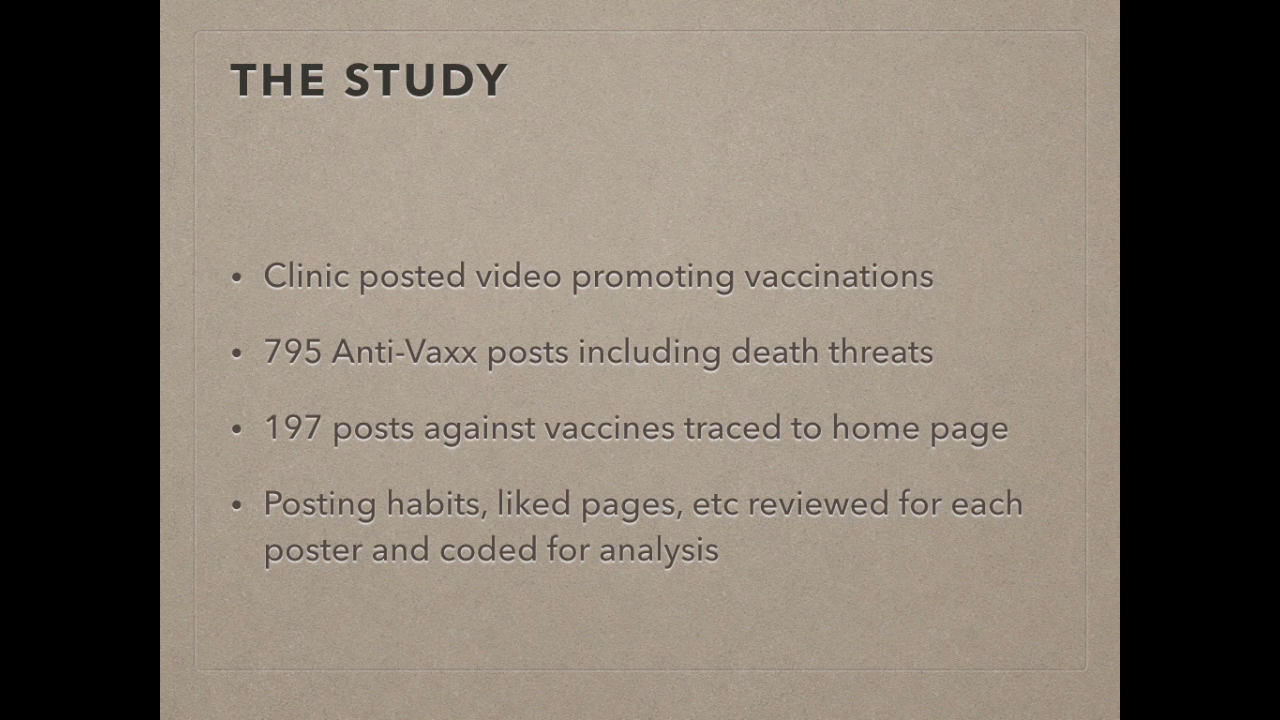 THE STUDY
• Clinic posted video promoting vaccinations
• 795 Anti-Vaxx posts including death threats
• 197 posts against vaccines traced to home page
• Posting habits, liked pages, etc reviewed for each
poster and coded for analysis